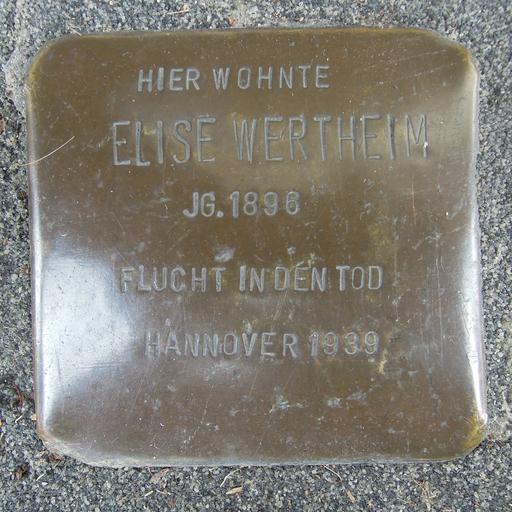 HIER WOHNTE
ELISE WERTHEIM
JG. 1896
FLUCHT IN DEN TOD
HANNOVER 1939